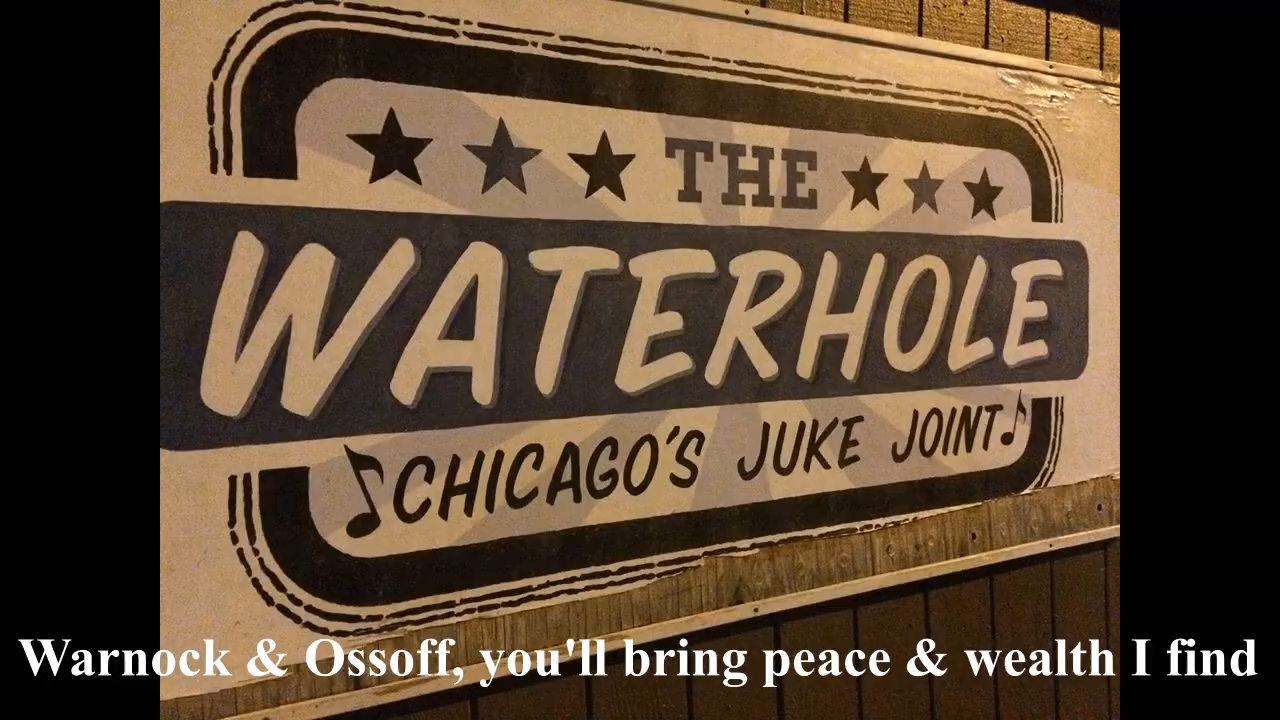 THE
WATERHOLE
CHICAGO'S JUKE JOINT
Warnock & Ossoff, you'll bring peace & wealth I find